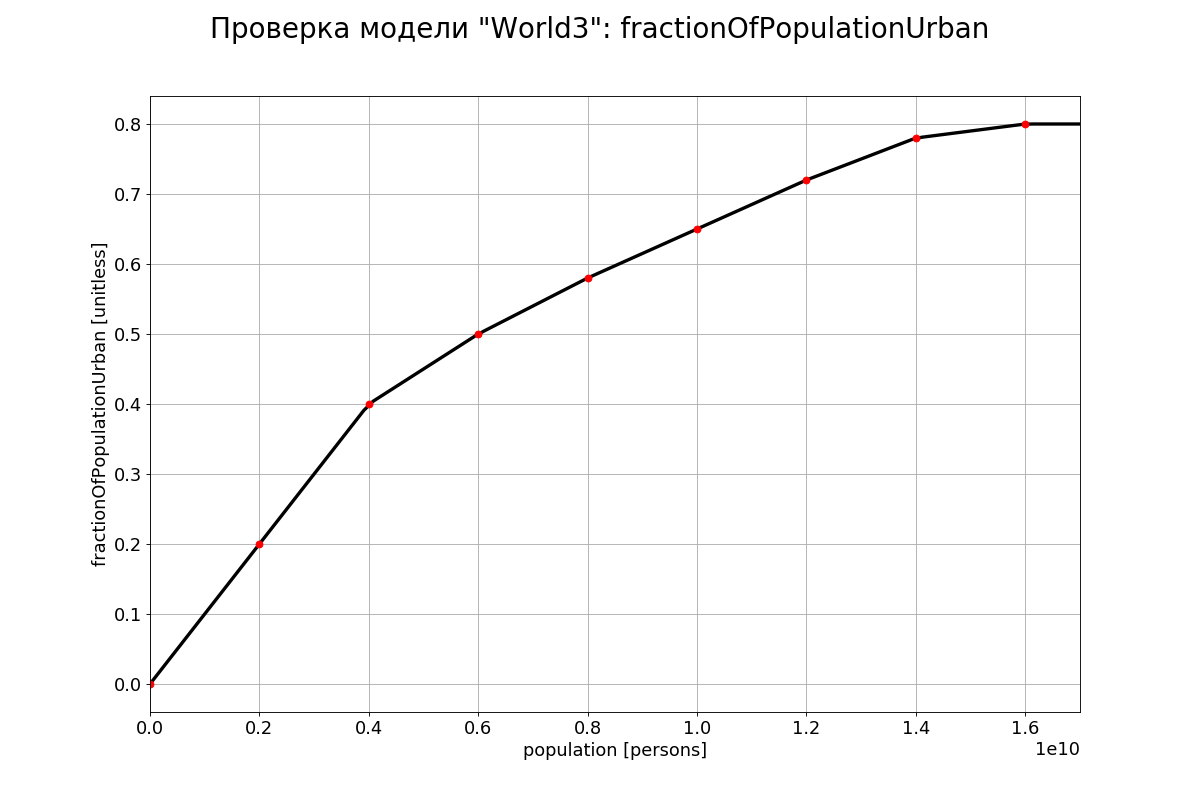 Проверка модели "World3": fractionOfPopulationUrban
fractionOfPopulationUrban [unitless]
0.8
0.7
0.6
0.5
0.4
0.3
0.2
0.1
0.0
0.0 0.2 0.4 0.6 0.8 1.0 1.2 1.4 1.6
1e10
population [persons]